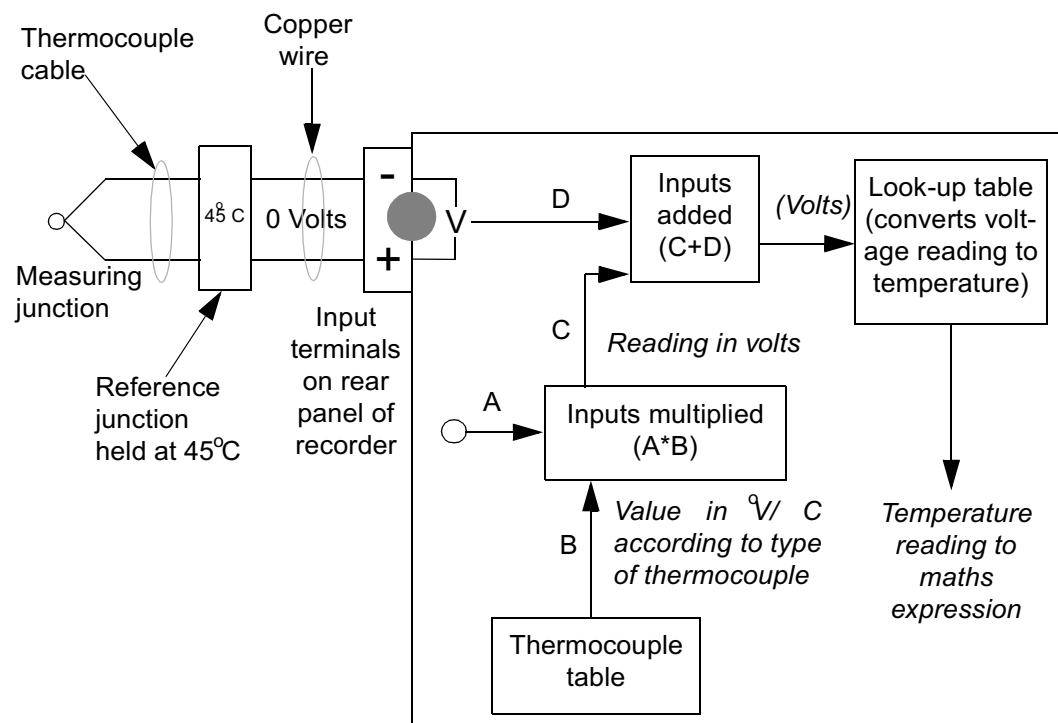 Thermocouple
cable
Copper
wire
45°C
0 Volts
-
+
V
Measuring
junction
Reference
junction
held at 45°C
Input
terminals
on rear
panel of
recorder
D
Inputs
added
(C+D)
(Volts)
Look-up table
(converts volt-
age reading to
temperature)
C
Reading in volts
A
Inputs multiplied
(A*B)
B
Value in °V/ C
according to type
of thermocouple
Thermocouple
table
Temperature
reading to
maths
expression